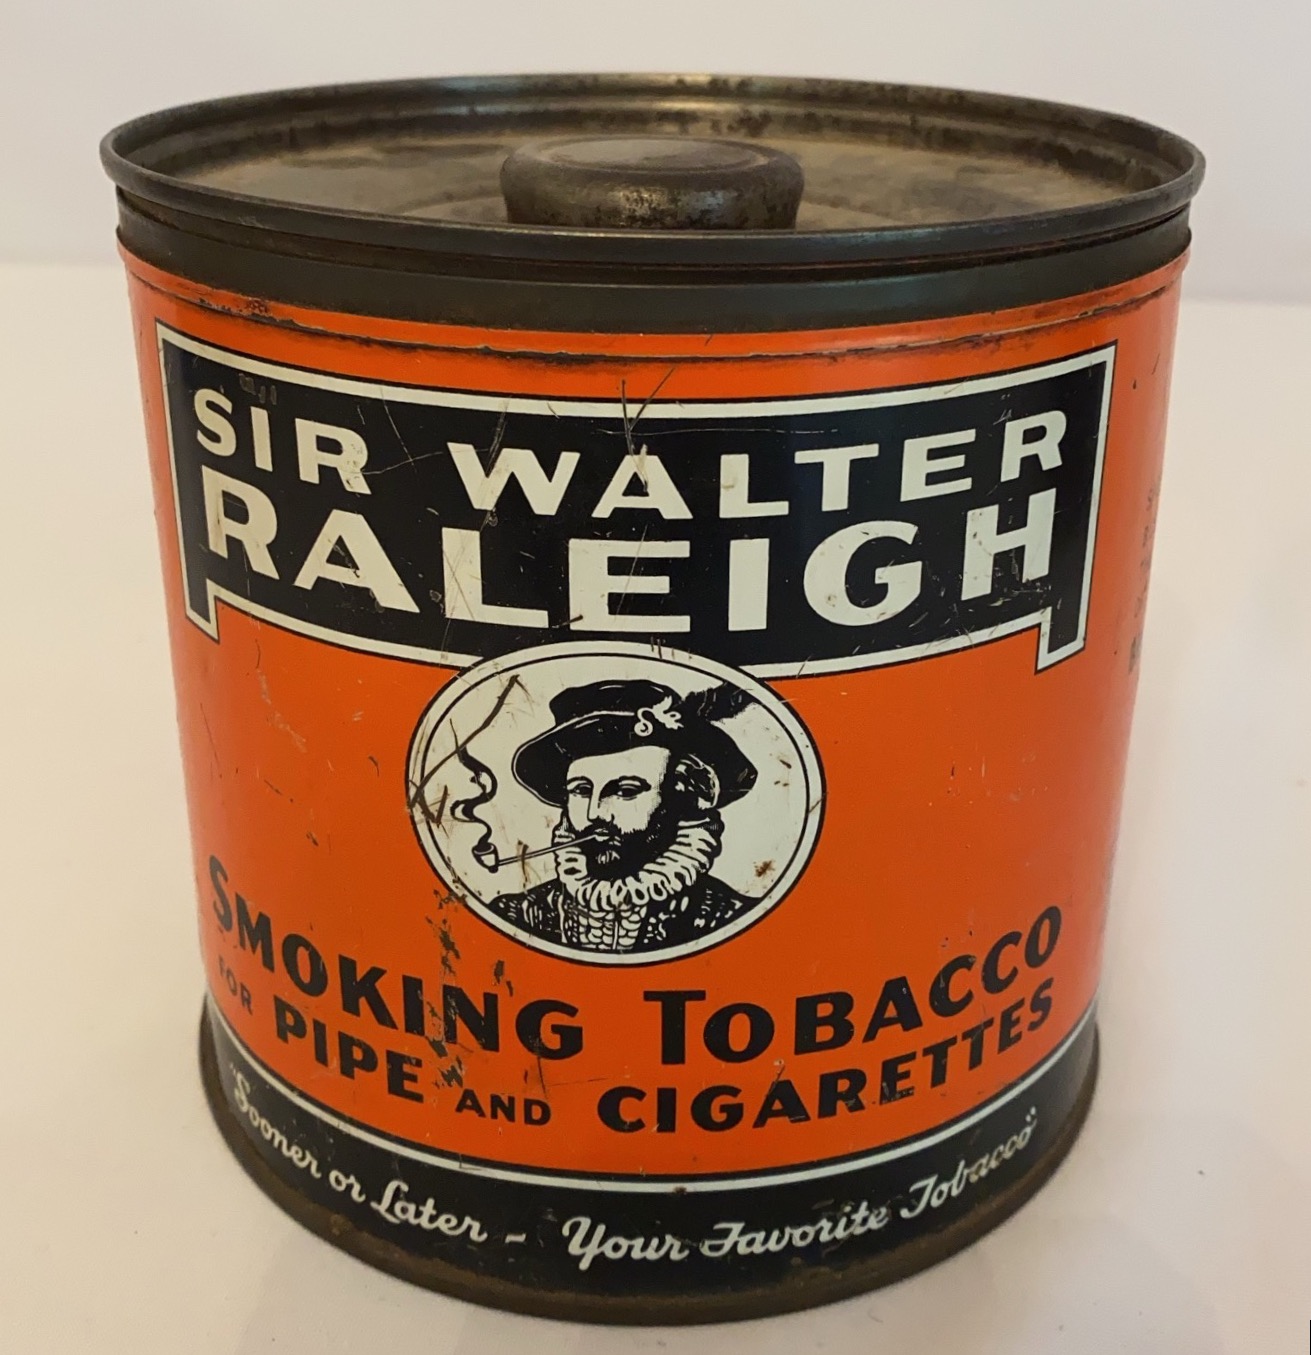 SIR WALTER
RALEIGH
SMOKING TOBACCO
FOR PIPE AND CIGARETTES
"Sooner or Later - Your Favorite Tobacco"